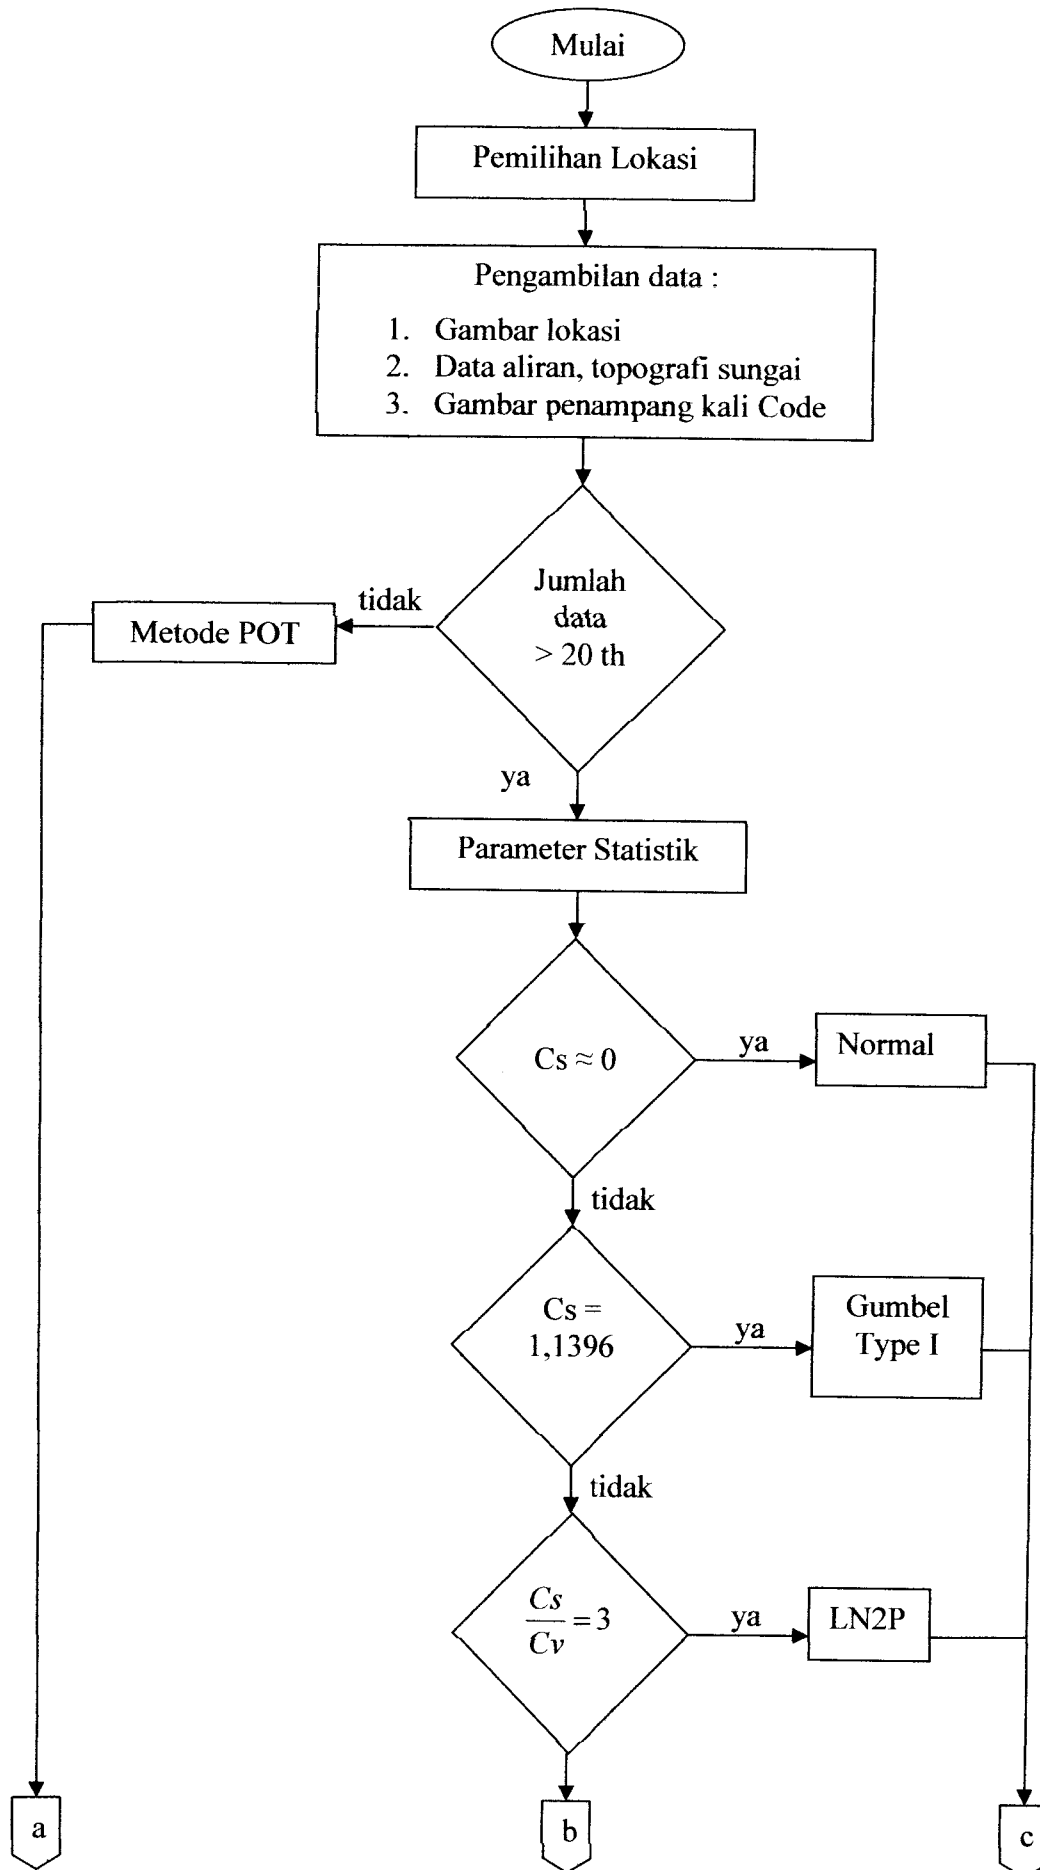 Mulai
Pemilihan Lokasi
Pengambilan data :
1. Gambar lokasi
2. Data aliran, topografi sungai
3. Gambar penampang kali Code
Jumlah
data
> 20 th
tidak
Metode POT
ya
Parameter Statistik
Cs ≈ 0
ya
Normal
tidak
Cs =
1,1396
ya
Gumbel
Type I
tidak
Cs
Cv
= 3
ya
LN2P
a
b
c